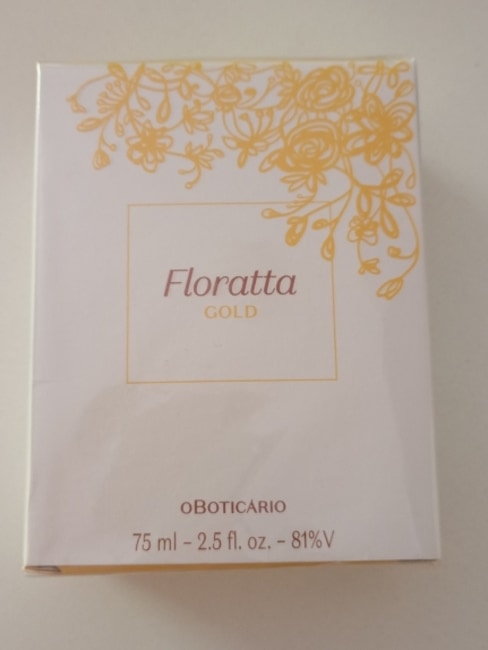 Floratta
GOLD
oBOTICÁRIO
75 ml - 2.5 fl. oz. - 81%V